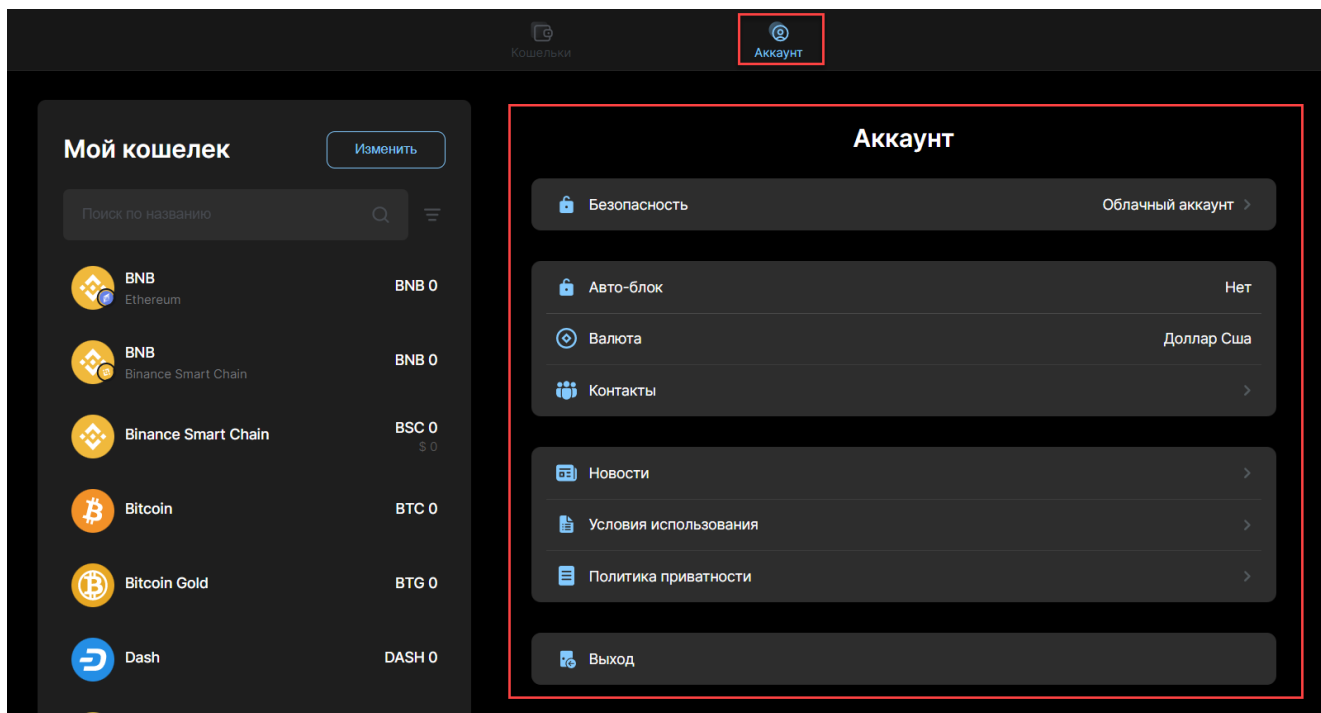 Кошельки
Аккаунт
Мой кошелек
Изменить
Поиск по названию
BNB
Ethereum
BNB 0
BNB
Binance Smart Chain
BNB 0
Binance Smart Chain
BSC 0
$ 0
Bitcoin
BTC 0
Bitcoin Gold
BTG 0
Dash
DASH 0
Аккаунт
Безопасность
Облачный аккаунт
Авто-блок
Нет
Валюта
Доллар Сша
Контакты
Новости
Условия использования
Политика приватности
Выход